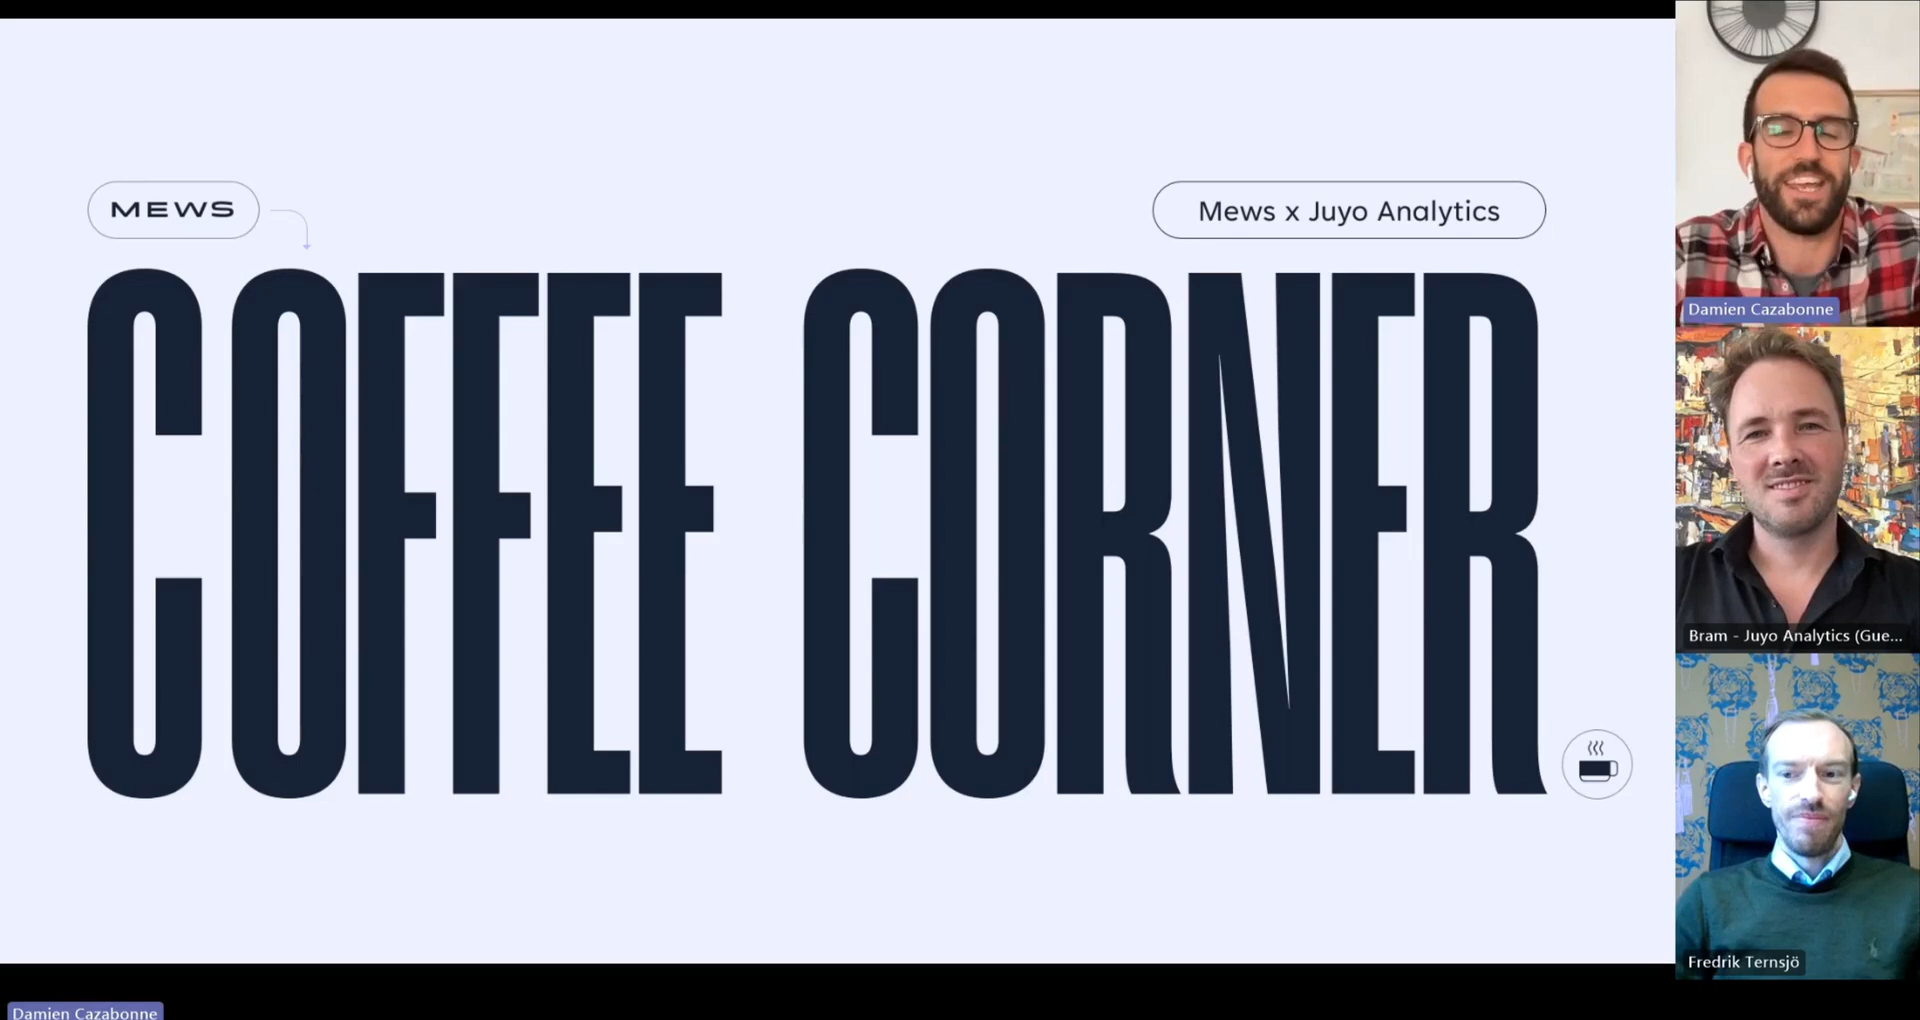 MEWS
Mews x Juyo Analytics
COFFEE CORNER
Damien Cazabonne
Bram - Juyo Analytics (Gue...
Fredrik Ternsjö
Damien Cazabonne